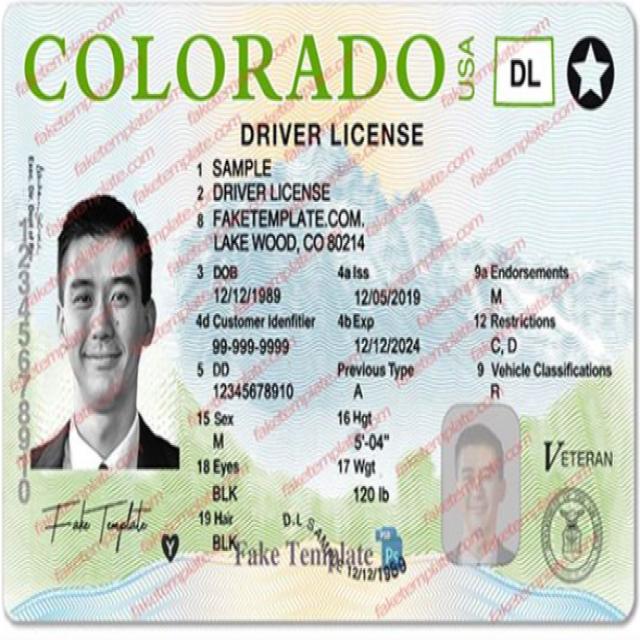 COLORADO
USA
DL
DRIVER LICENSE
1 SAMPLE
2 DRIVER LICENSE
8 FAKETEMPLATE.COM.
LAKE WOOD, CO 80214
3 DOB 4a Iss 9a Endorsements
12/12/1989 12/05/2019 M
4d Customer Idenfitier 4b Exp 12 Restrictions
99-999-9999 12/12/2024 C, D
5 DD Previous Type 9 Vehicle Classifications
12345678910 A R
15 Sex 16 Hgt
M 5'-04"
18 Eyes 17 Wgt
BLK 120 lb
19 Hair
BLK
VETERAN
Fake Template
Y
D.L SAMPLE 12/12/1989
Fake Template
PSD
Ps
12345678910
faketemplate.com